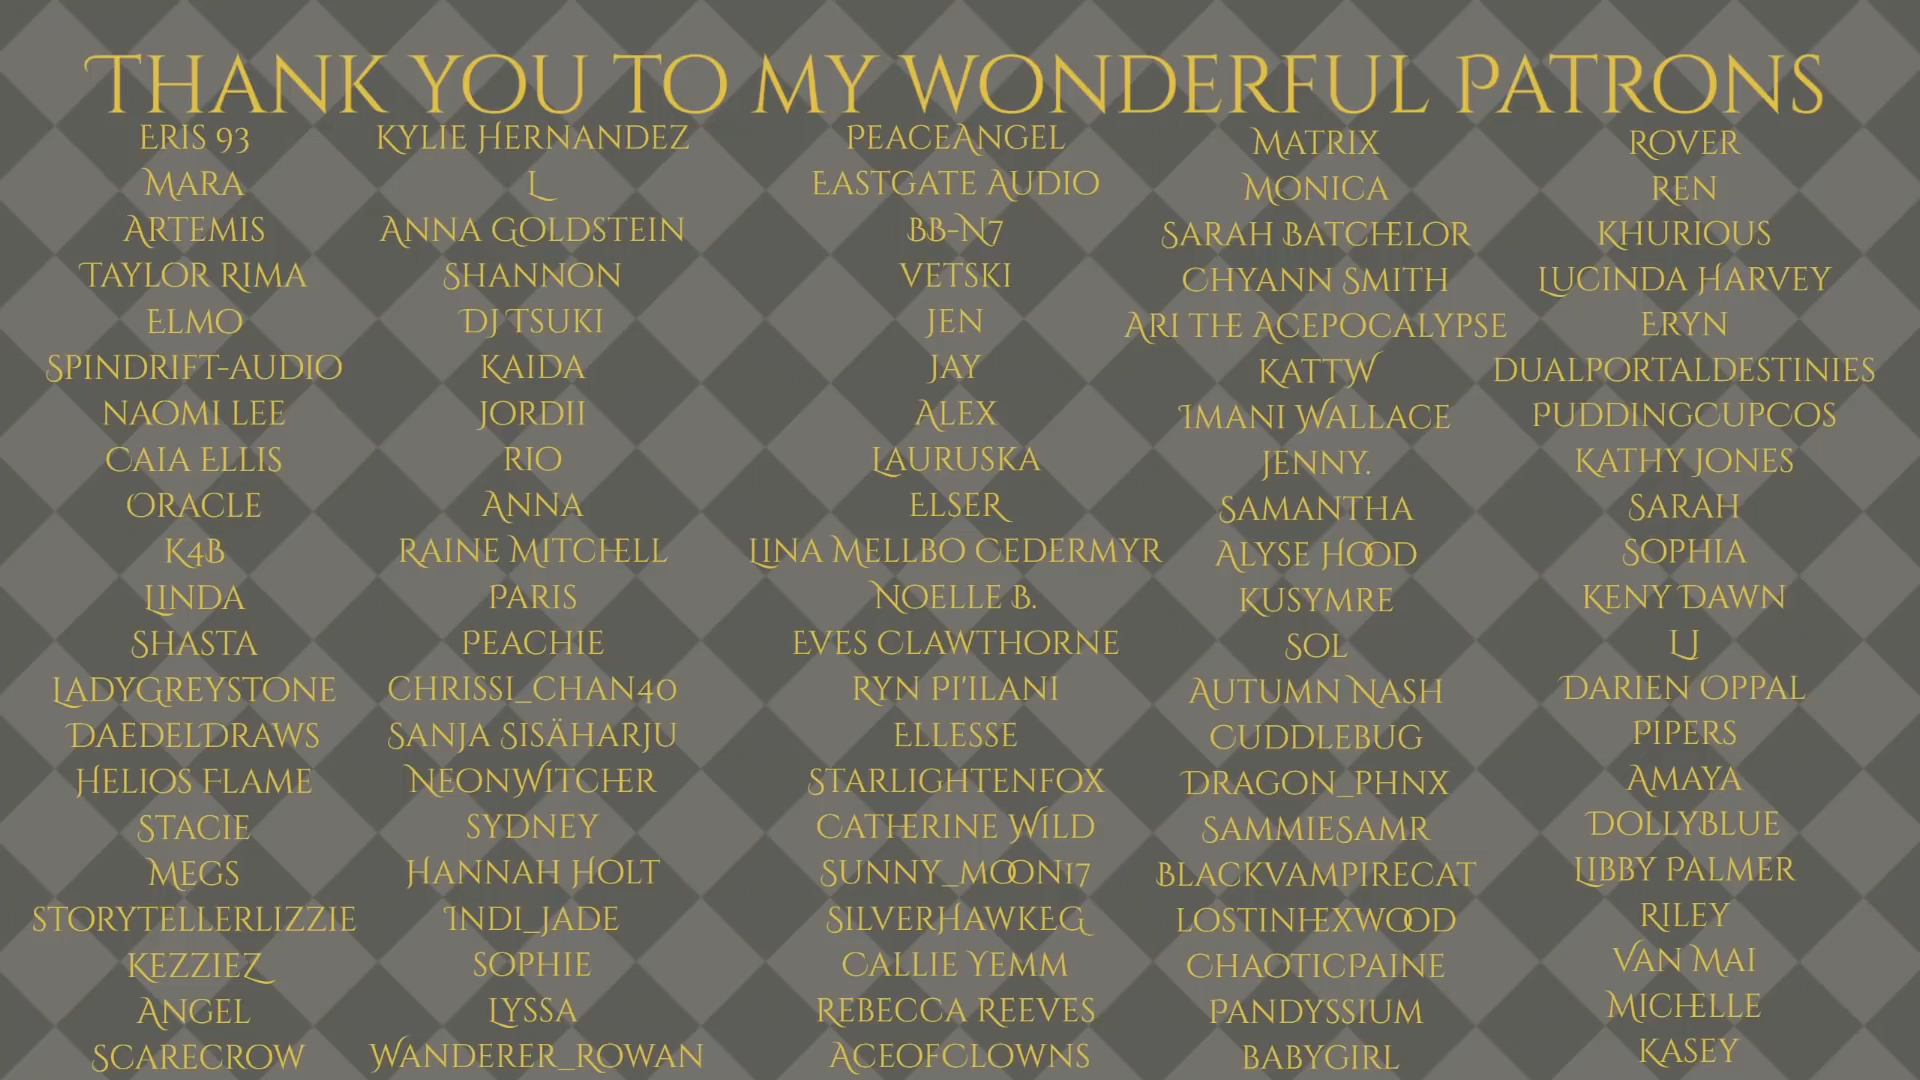 Thank you to my wonderful Patrons
Eris 93
Mara
Artemis
Taylor Rima
Elmo
Spindrift-audio
naomi lee
Caia Ellis
Oracle
K4B
Linda
Shasta
LadyGreystone
DaedelDraws
Helios Flame
Stacie
Megs
storytellerlizzie
KezzieZ
Angel
Scarecrow
Kylie Hernandez
L
Anna Goldstein
Shannon
DJ Tsuki
Kaida
Jordii
rio
Anna
Raine Mitchell
Paris
Peachie
chrissi_chan40
Sanja Sisäharju
NeonWitcher
sydney
Hannah Holt
Indi_Jade
sophie
Lyssa
Wanderer_Rowan
PeaceAngel
Eastgate Audio
BB-N7
vetski
Jen
Jay
Alex
Lauruska
ElseR
Lina Mellbo Cedermyr
Noelle B.
Eves Clawthorne
Ryn Pi'ilani
Ellesse
Starlightenfox
Catherine Wild
Sunny_Moon17
SilverHawkEG
Callie Yemm
Rebecca Reeves
AceofClowns
Matrix
Monica
Sarah Batchelor
Chyann Smith
Ari the Acepocalypse
KattW
Imani Wallace
Jenny.
Samantha
Alyse Hood
Kusymre
Sol
Autumn Nash
Cuddlebug
Dragon_phnx
SammieSamR
Blackvampirecat
lostinhexwood
Chaoticpaine
Pandyssium
babygirl
Rover
Ren
Khurious
Lucinda Harvey
Eryn
dualportaldestinies
PuddingCupCos
Kathy Jones
Sarah
Sophia
Keny Dawn
LJ
Darien Oppal
Pipers
Amaya
DollyBlue
Libby Palmer
Riley
Van Mai
Michelle
Kasey